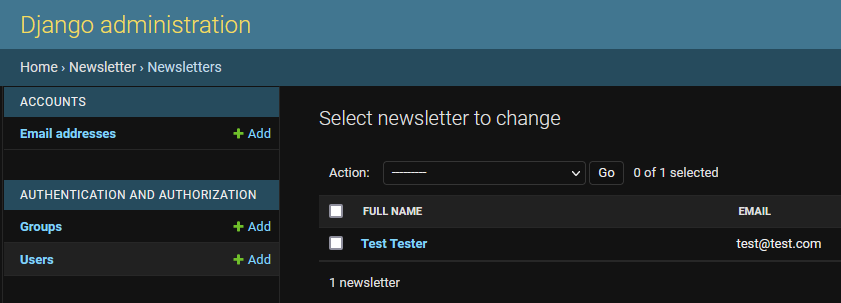 Django administration
Home › Newsletter › Newsletters
ACCOUNTS
Email addresses + Add
AUTHENTICATION AND AUTHORIZATION
Groups + Add
Users + Add
Select newsletter to change
Action: --------- Go 0 of 1 selected
FULL NAME EMAIL
Test Tester test@test.com
1 newsletter